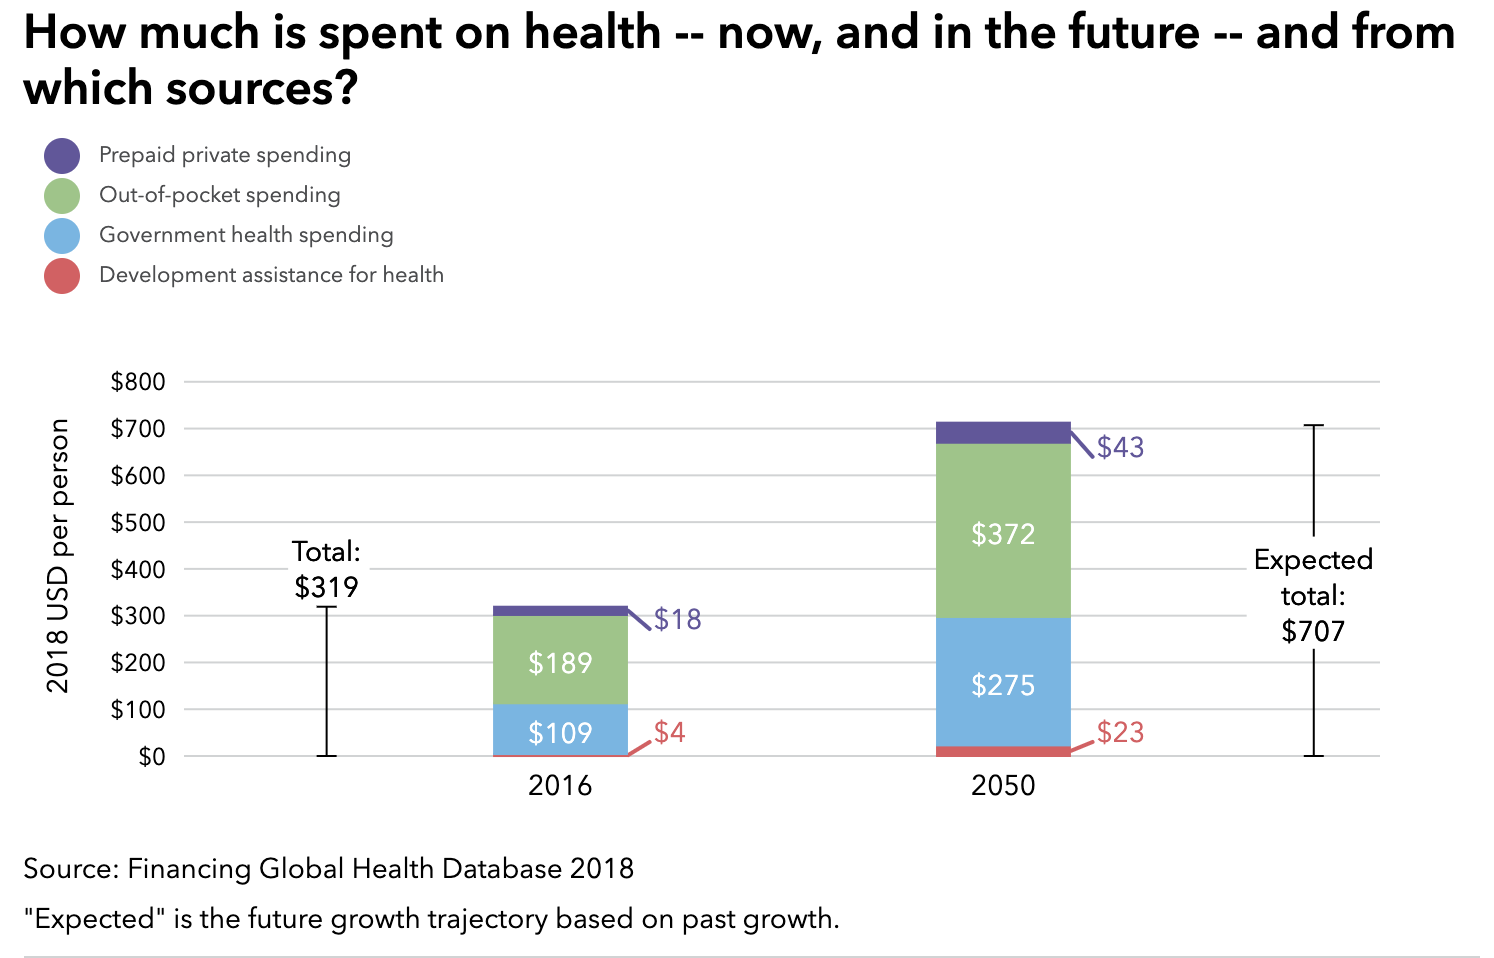 How much is spent on health -- now, and in the future -- and from
which sources?
Prepaid private spending
Out-of-pocket spending
Government health spending
Development assistance for health
2018 USD per person
$800
$700
$600
$500
$400
$300
$200
$100
$0
Total:
$319
$18
$189
$109
$4
2016
$43
$372
$275
$23
2050
Expected
total:
$707
Source: Financing Global Health Database 2018
"Expected" is the future growth trajectory based on past growth.